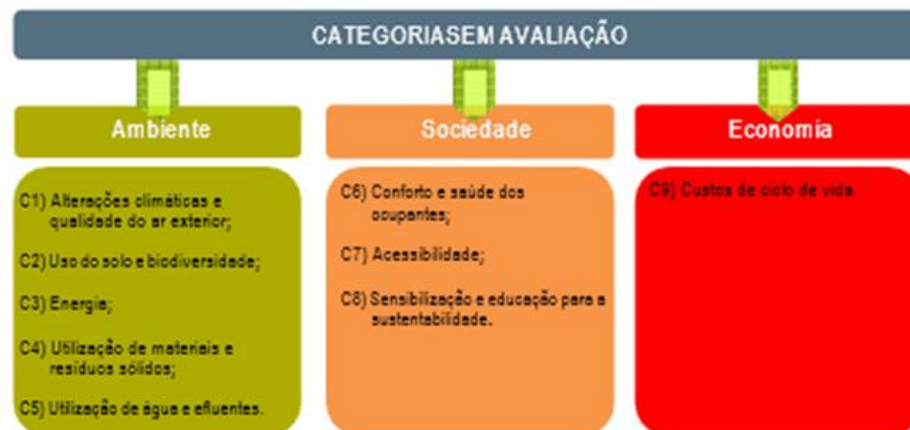 CATEGORIASEM AVALIAÇÃO
Ambiente
C1) Alterações climáticas e
qualidade do ar exterior;
C2) Uso do solo e biodiversidade;
C3) Energia;
C4) Utilização de materiais e
resíduos sólidos;
C5) Utilização de água e efluentes.
Sociedade
C6) Conforto e saúde dos
ocupantes;
C7) Acessibilidade;
C8) Sensibilização e educação para a
sustentabilidade.
Economia
C9) Custos de ciclo de vida.